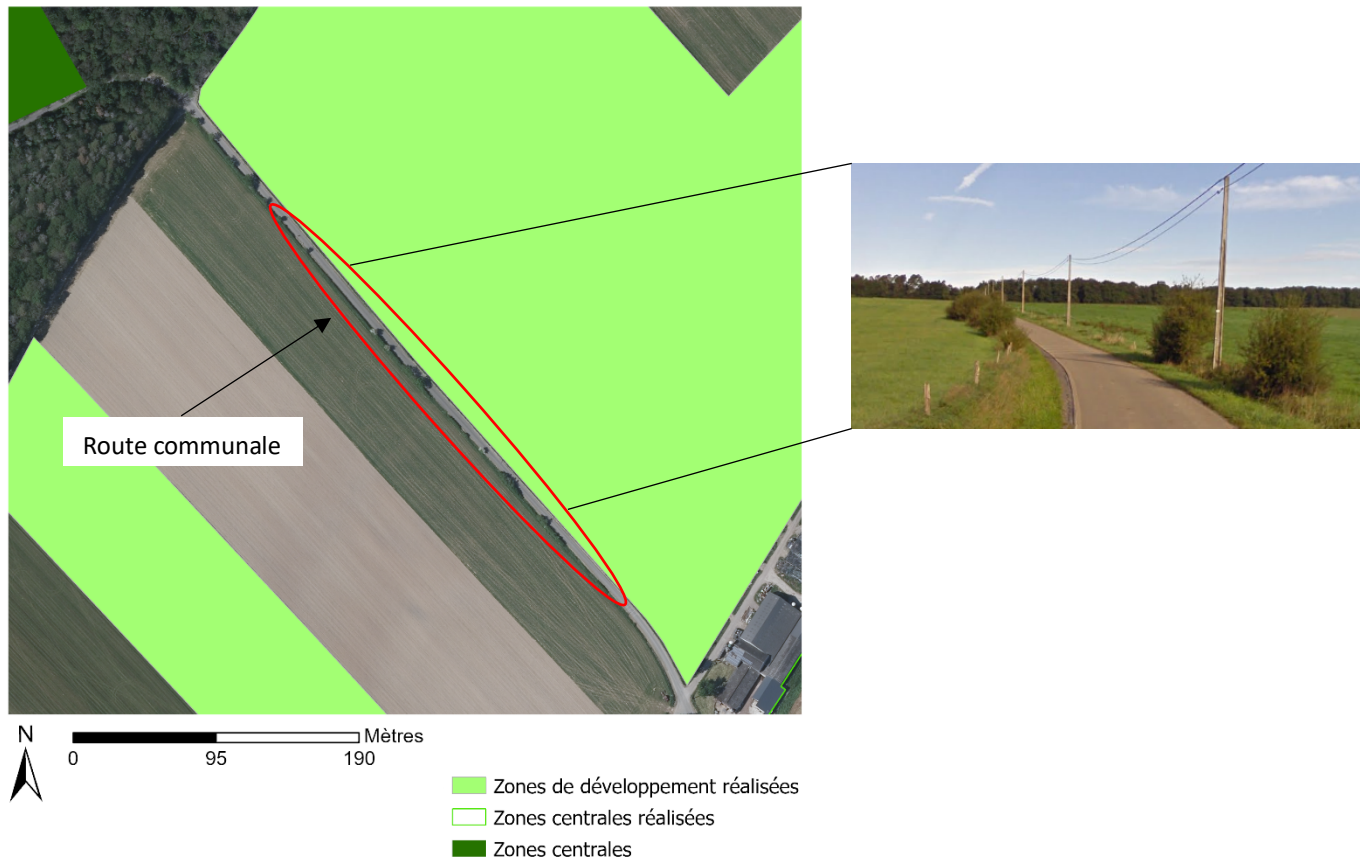 Route communale
N
Mètres
0 95 190
Zones de développement réalisées
Zones centrales réalisées
Zones centrales